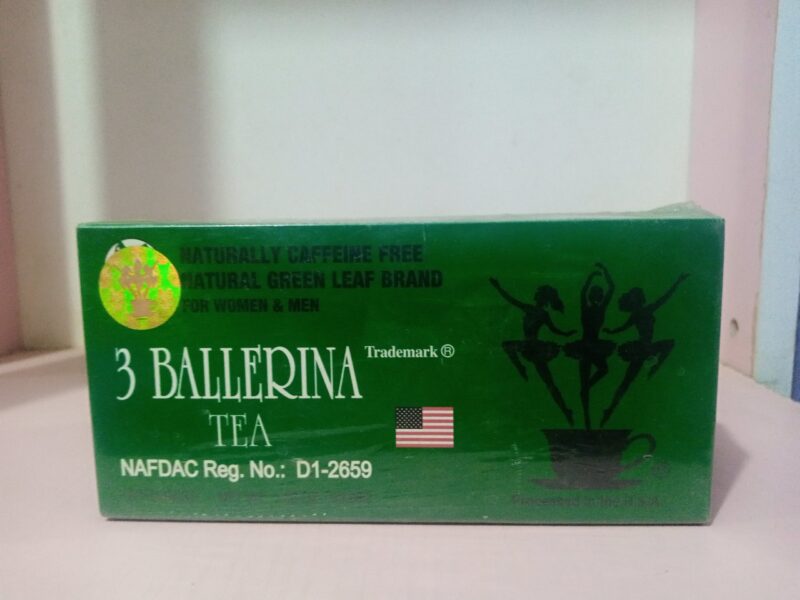 NATURALLY CAFFEINE FREE
NATURAL GREEN LEAF BRAND
FOR WOMEN & MEN
3 BALLERINA Trademark ®
TEA
NAFDAC Reg. No.: D1-2659
®
Processed in the U.S.A.